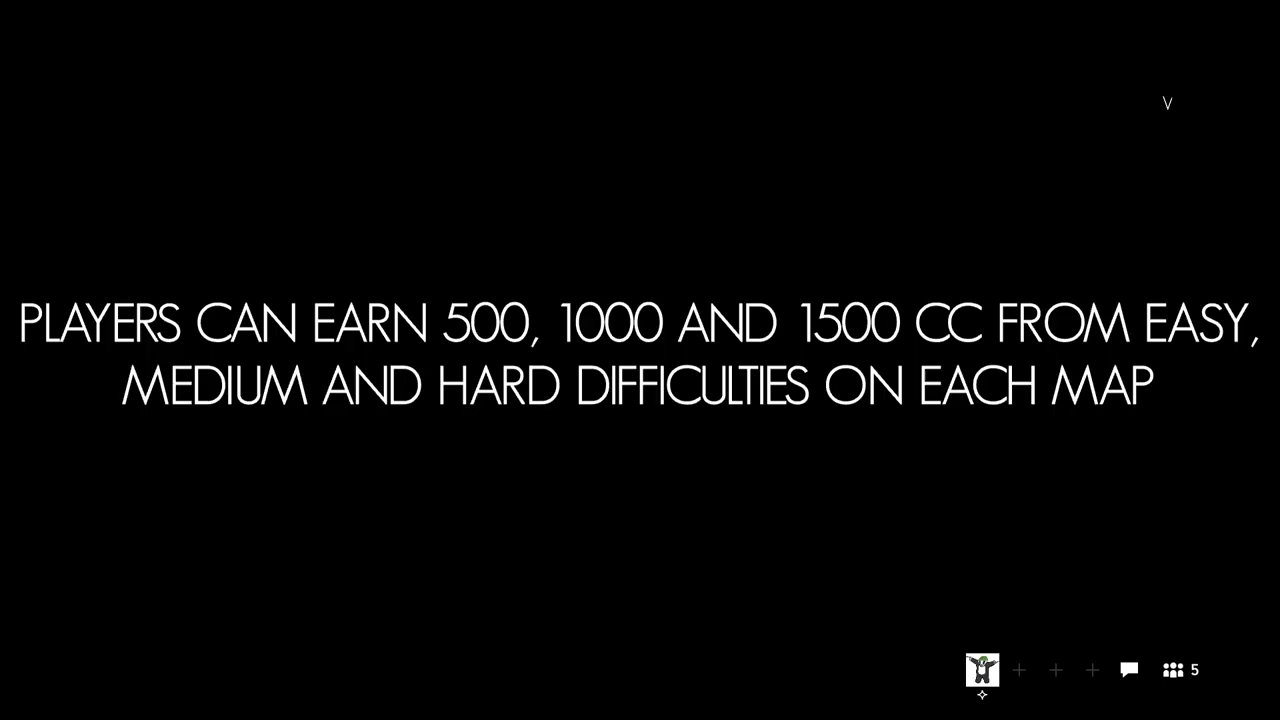 V
PLAYERS CAN EARN 500, 1000 AND 1500 CC FROM EASY,
MEDIUM AND HARD DIFFICULTIES ON EACH MAP
5